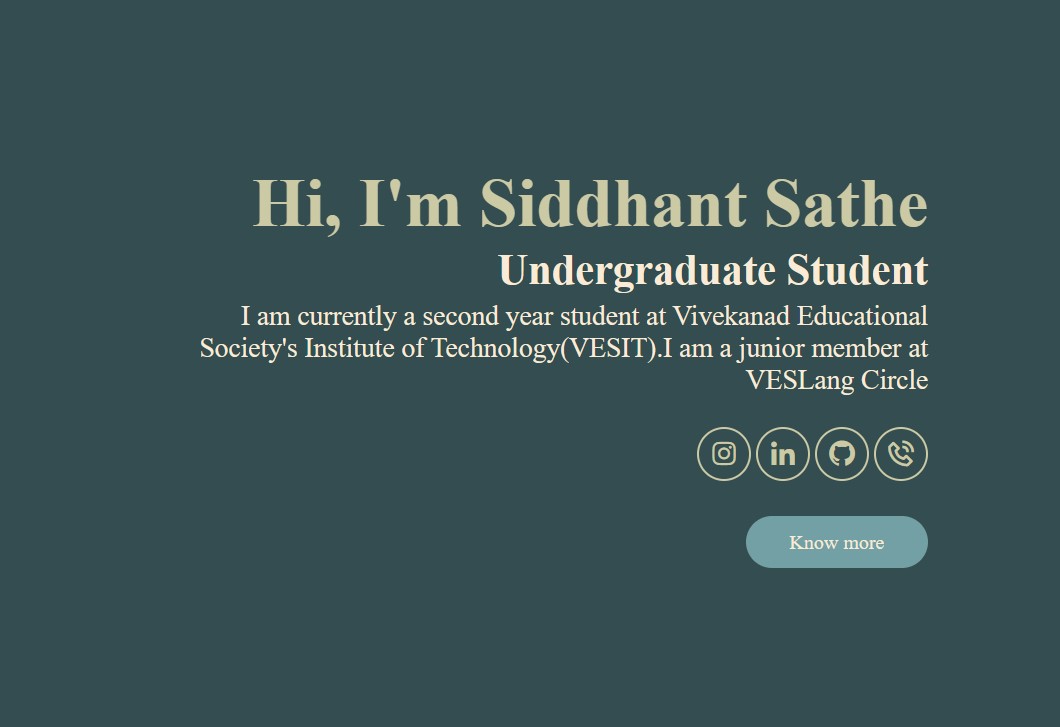 Hi, I'm Siddhant Sathe
Undergraduate Student
I am currently a second year student at Vivekanad Educational
Society's Institute of Technology(VESIT).I am a junior member at
VESLang Circle
in
Know more